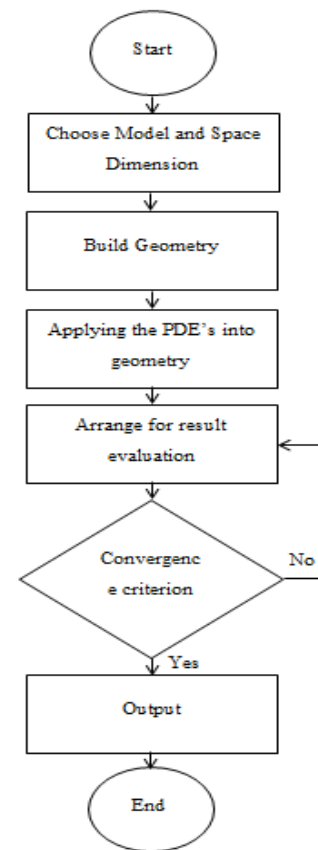 Start
Choose Model and Space
Dimension
Build Geometry
Applying the PDE's into
geometry
Arrange for result
evaluation
Convergenc
e criterion
No
Yes
Output
End